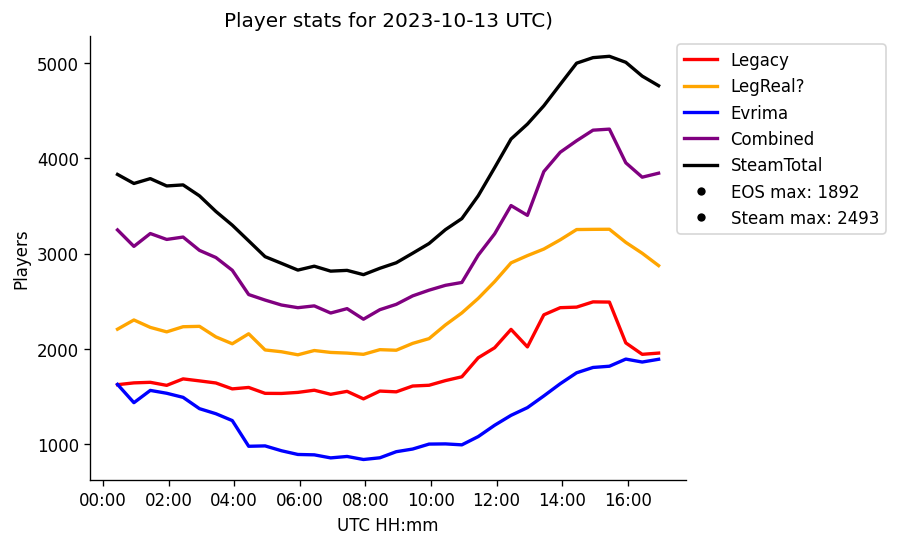 Player stats for 2023-10-13 UTC)
Legacy
LegReal?
Evrima
Combined
SteamTotal
EOS max: 1892
Steam max: 2493
Players
5000
4000
3000
2000
1000
00:00 02:00 04:00 06:00 08:00 10:00 12:00 14:00 16:00
UTC HH:mm